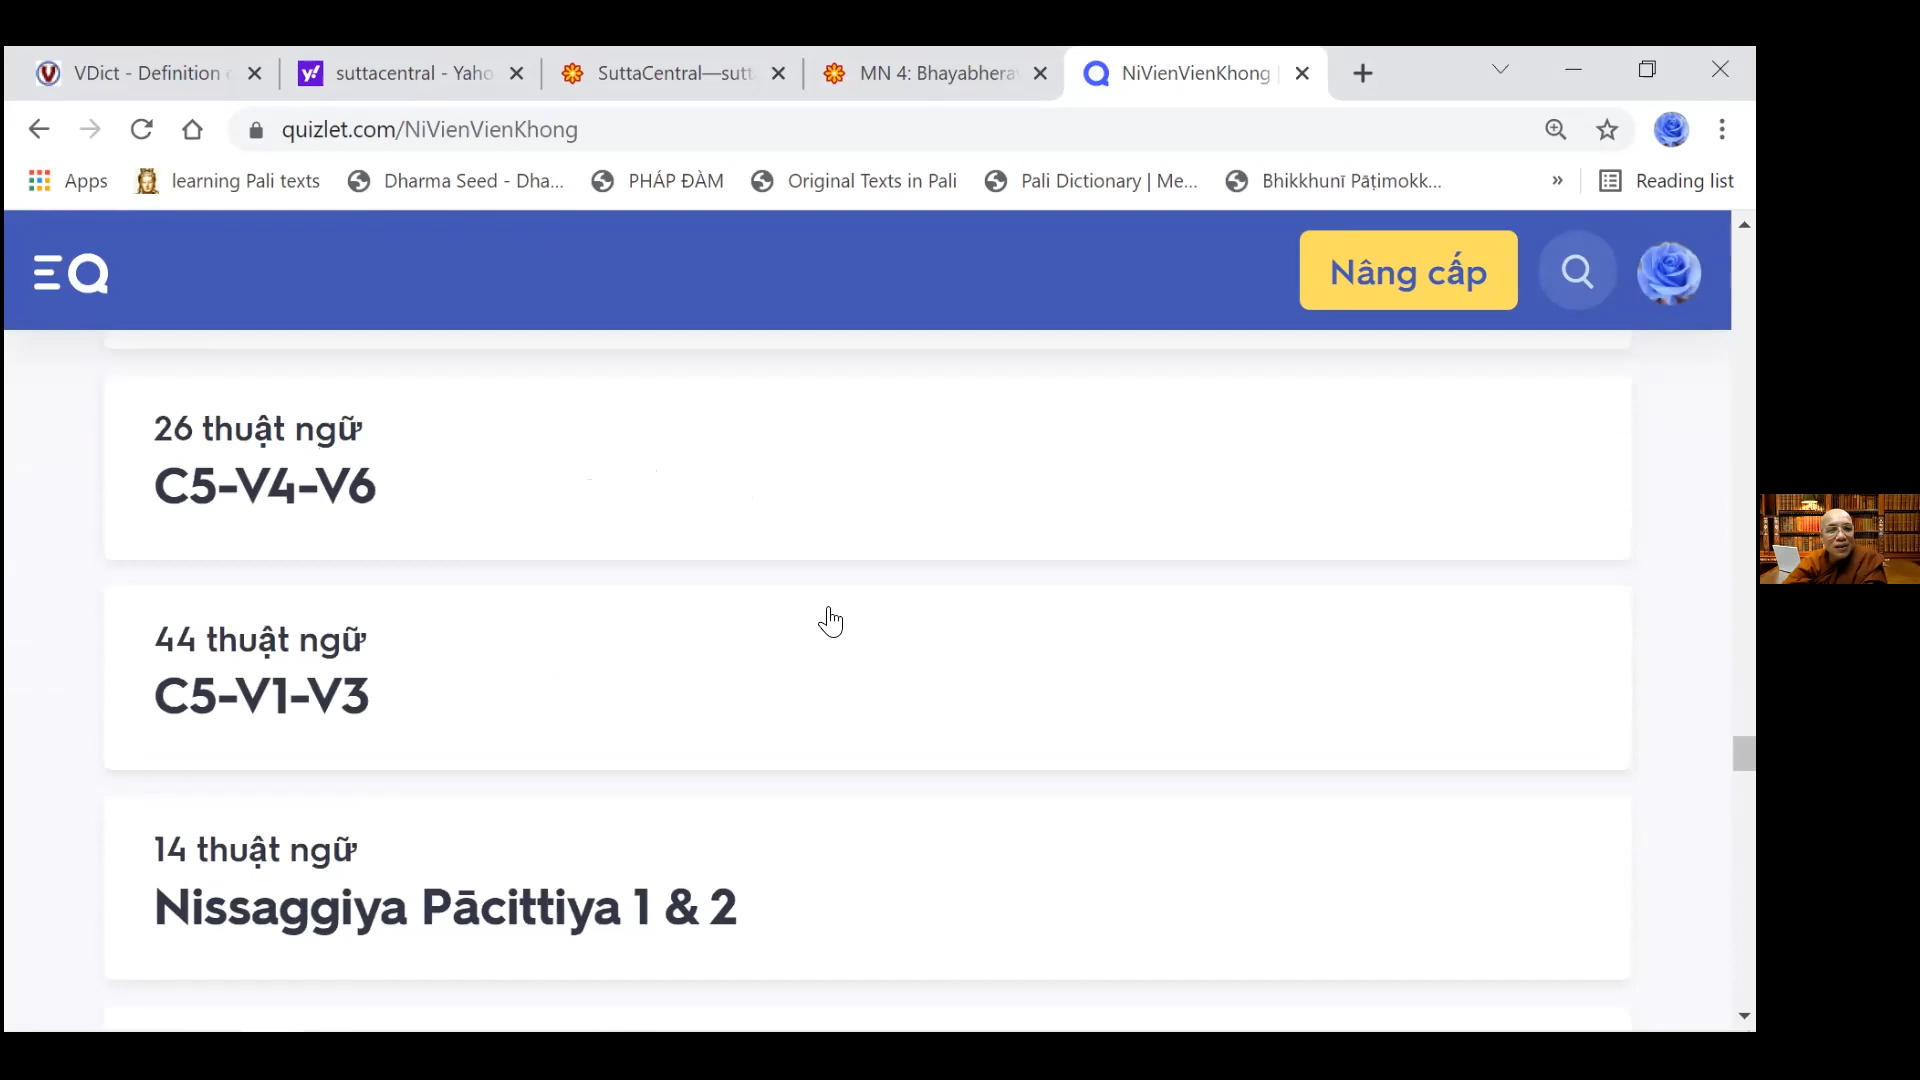 VDict - Definition
suttacentral - Yaho
SuttaCentral—sutt
MN 4: Bhayabhera
NiVienVienKhong
quizlet.com/NiVienVienKhong
Apps
learning Pali texts
Dharma Seed - Dha...
PHÁP ĐÀM
Original Texts in Pali
Pali Dictionary | Me...
Bhikkhunī Pāṭimokk...
»
Reading list
Nâng cấp
26 thuật ngữ
C5-V4-V6
44 thuật ngữ
C5-V1-V3
14 thuật ngữ
Nissaggiya Pācittiya 1 & 2